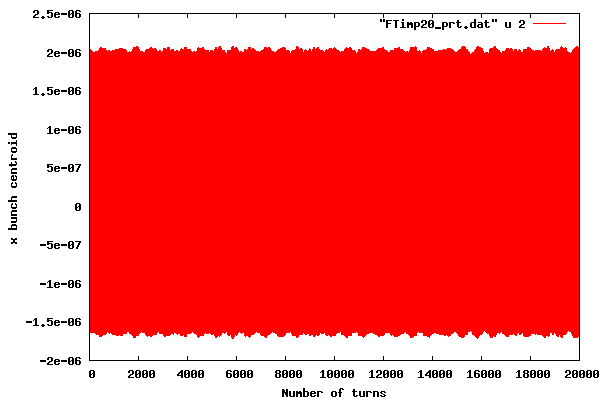 "FTimp20_prt.dat" u 2
2.5e-06
2e-06
1.5e-06
1e-06
5e-07
0
-5e-07
-1e-06
-1.5e-06
-2e-06
x bunch centroid
0 2000 4000 6000 8000 10000 12000 14000 16000 18000 20000
Number of turns